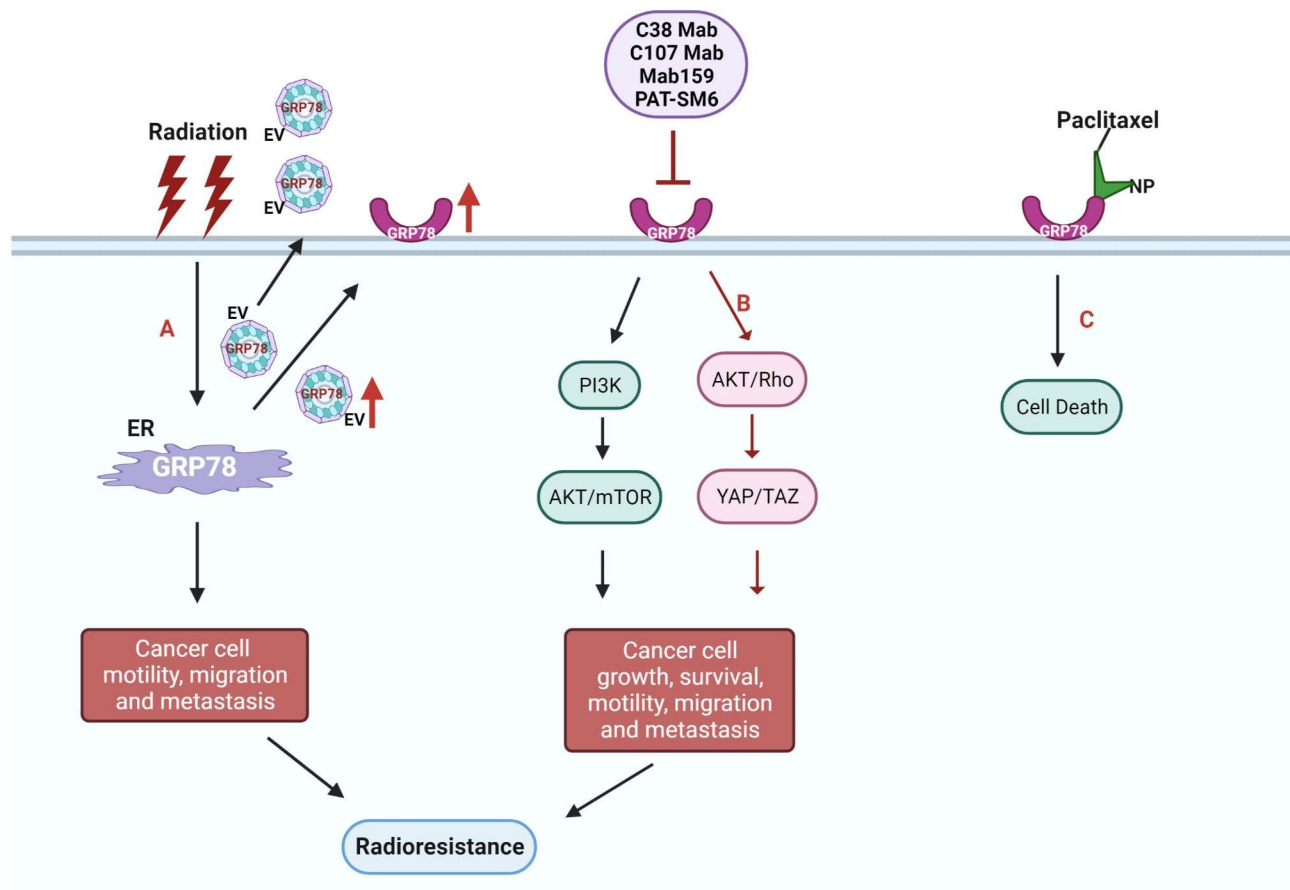 C38 Mab
C107 Mab
Mab159
PAT-SM6
Radiation
GRP78
EV
GRP78
EV
GRP78
GRP78
Paclitaxel
NP
GRP78
A
EV
GRP78
GRP78
EV
ER
GRP78
Cancer cell
motility, migration
and metastasis
B
PI3K
AKT/Rho
AKT/mTOR
YAP/TAZ
Cancer cell
growth, survival,
motility, migration
and metastasis
C
Cell Death
Radioresistance